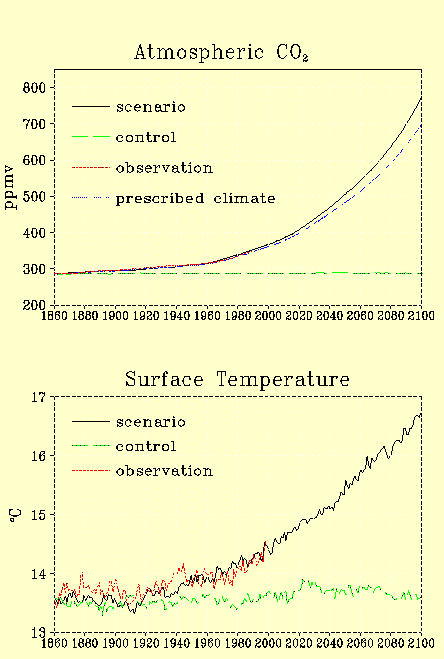 Atmospheric CO₂
800
700
600
500
400
300
200
ppmv
scenario
control
observation
prescribed climate
1860 1880 1900 1920 1940 1960 1980 2000 2020 2040 2060 2080 2100
Surface Temperature
17
16
15
14
13
°C
scenario
control
observation
1860 1880 1900 1920 1940 1960 1980 2000 2020 2040 2060 2080 2100